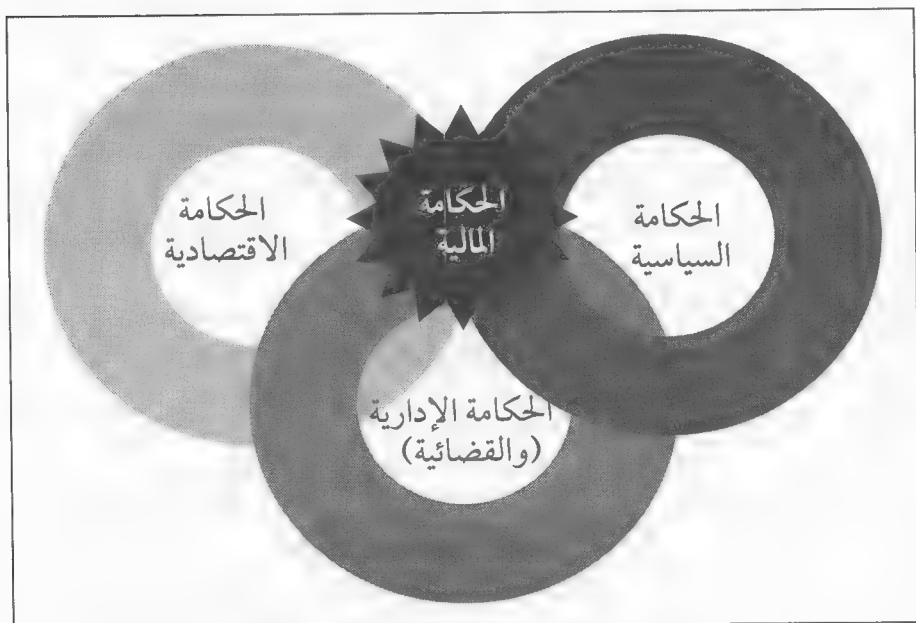 الحكامة
المالية
الحكامة
السياسية
الحكامة
الاقتصادية
الحكامة الإدارية
(والقضائية)